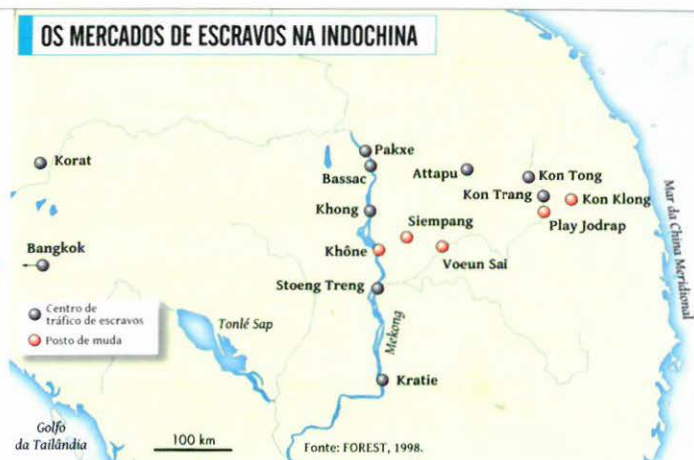 OS MERCADOS DE ESCRAVOS NA INDOCHINA
Korat
Pakxe
Bassac
Attapu
Kon Tong
Kon Trang
Kon Klong
Play Jodrap
Khong
Siempang
Khône
Voeun Sai
Bangkok
Stoeng Treng
Mar da China Meridional
Centro de
tráfico de escravos
Posto de muda
Tonlé Sap
Mekong
Kratie
Golfo
da Tailândia
100 km
Fonte: FOREST, 1998.